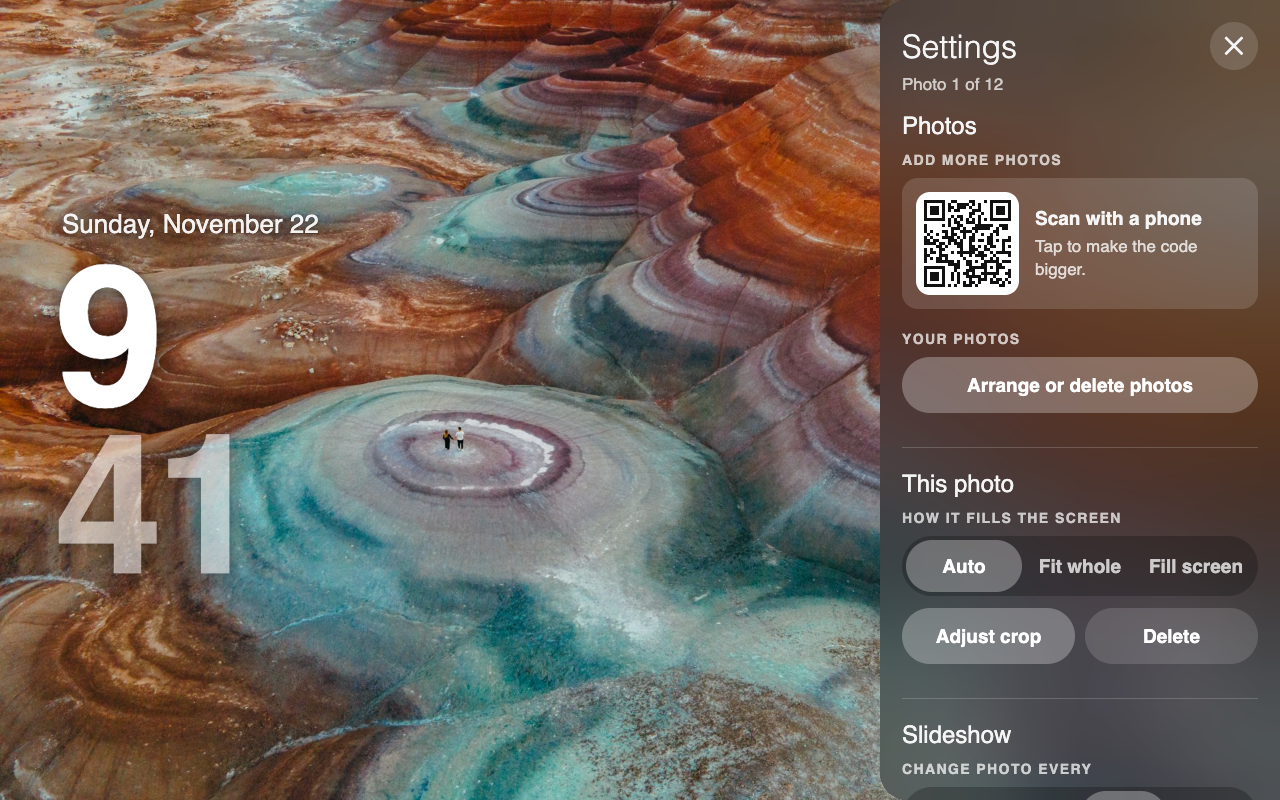 Sunday, November 22
9
41
Settings
Photo 1 of 12
Photos
ADD MORE PHOTOS
Scan with a phone
Tap to make the code
bigger.
YOUR PHOTOS
Arrange or delete photos
This photo
HOW IT FILLS THE SCREEN
Auto Fit whole Fill screen
Adjust crop Delete
Slideshow
CHANGE PHOTO EVERY